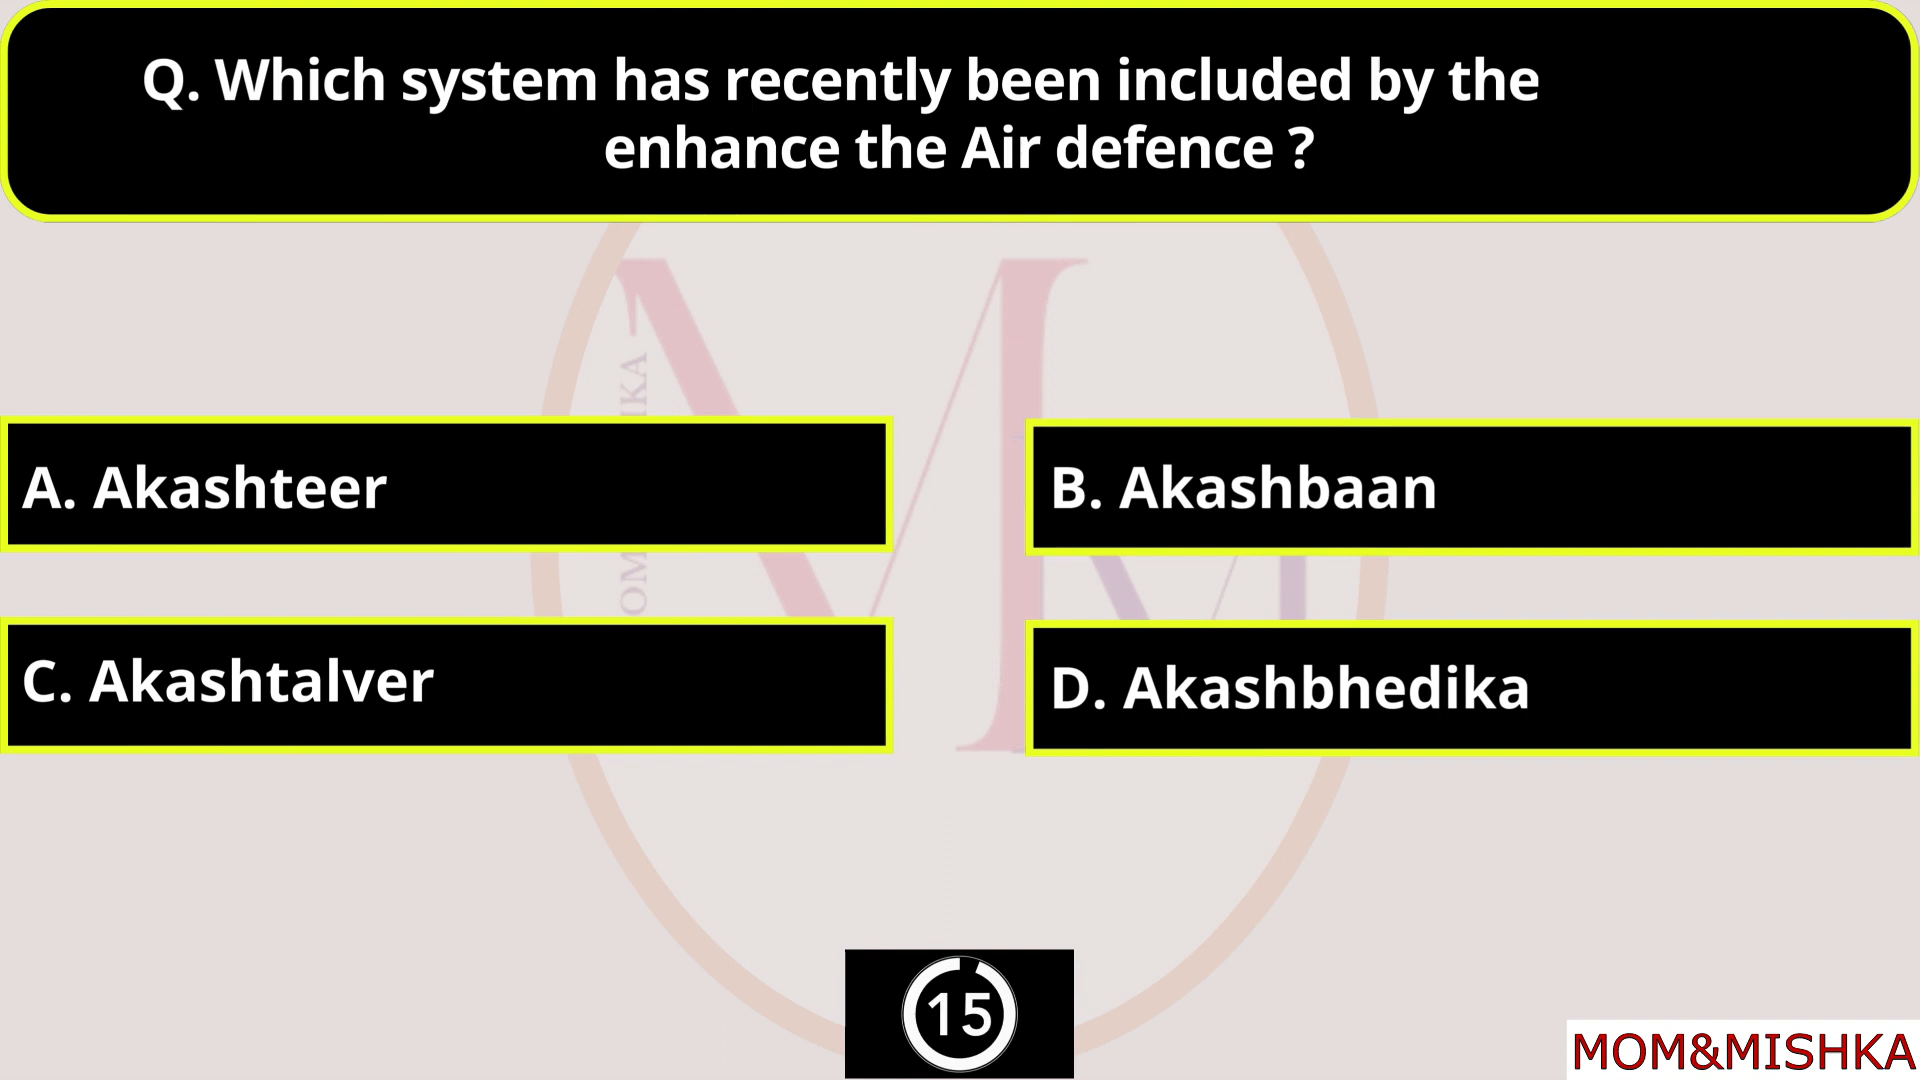 Q. Which system has recently been included by the
enhance the Air defence ?
A. Akashteer
B. Akashbaan
C. Akashtalver
D. Akashbhedika
15
MOM&MISHKA